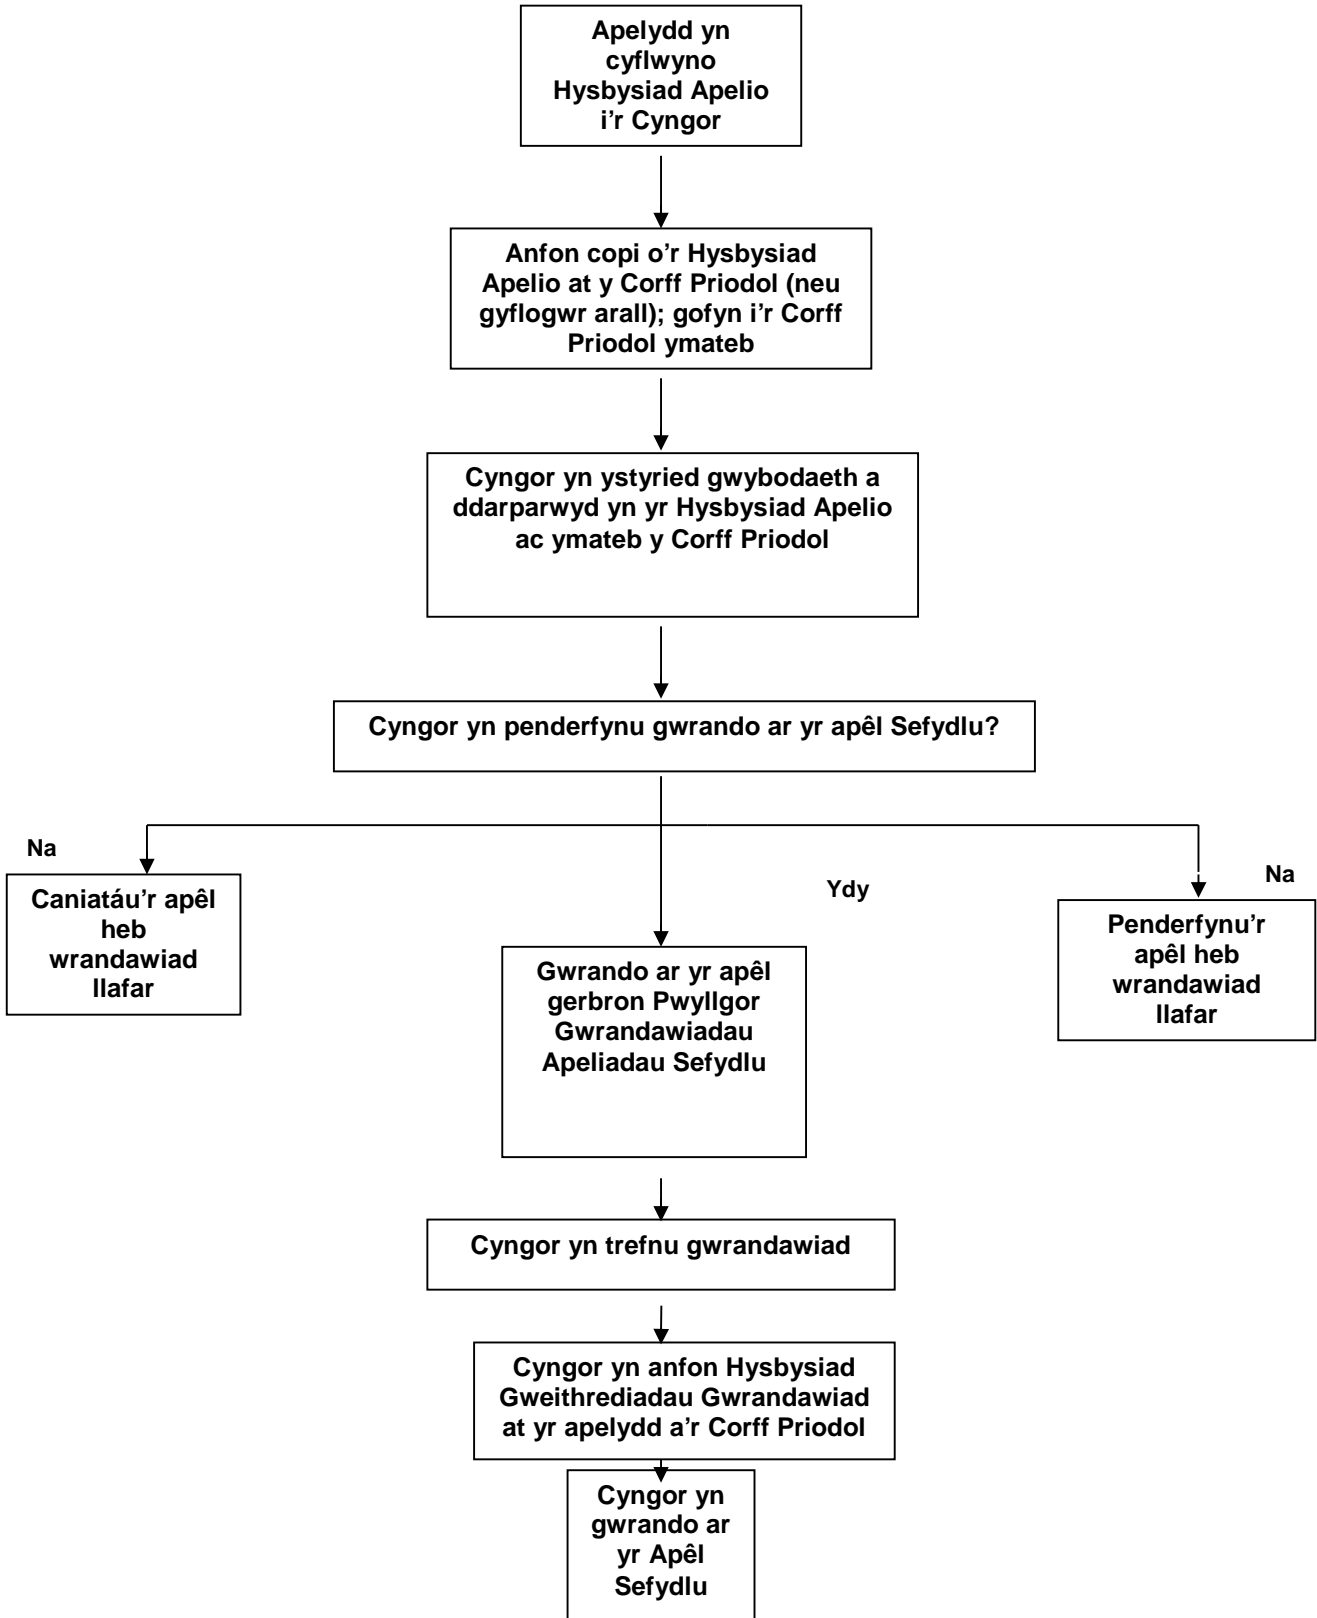 Apelydd yn
cyflwyno
Hysbysiad Apelio
i’r Cyngor
Anfon copi o’r Hysbysiad
Apelio at y Corff Priodol (neu
gyflogwr arall); gofyn i’r Corff
Priodol ymateb
Cyngor yn ystyried gwybodaeth a
ddarparwyd yn yr Hysbysiad Apelio
ac ymateb y Corff Priodol
Cyngor yn penderfynu gwrando ar yr apêl Sefydlu?
Na
Caniatáu’r apêl
heb
wrandawiad
llafar
Ydy
Gwrando ar yr apêl
gerbron Pwyllgor
Gwrandawiadau
Apeliadau Sefydlu
Na
Penderfynu’r
apêl heb
wrandawiad
llafar
Cyngor yn trefnu gwrandawiad
Cyngor yn anfon Hysbysiad
Gweithrediadau Gwrandawiad
at yr apelydd a’r Corff Priodol
Cyngor yn
gwrando ar
yr Apêl
Sefydlu